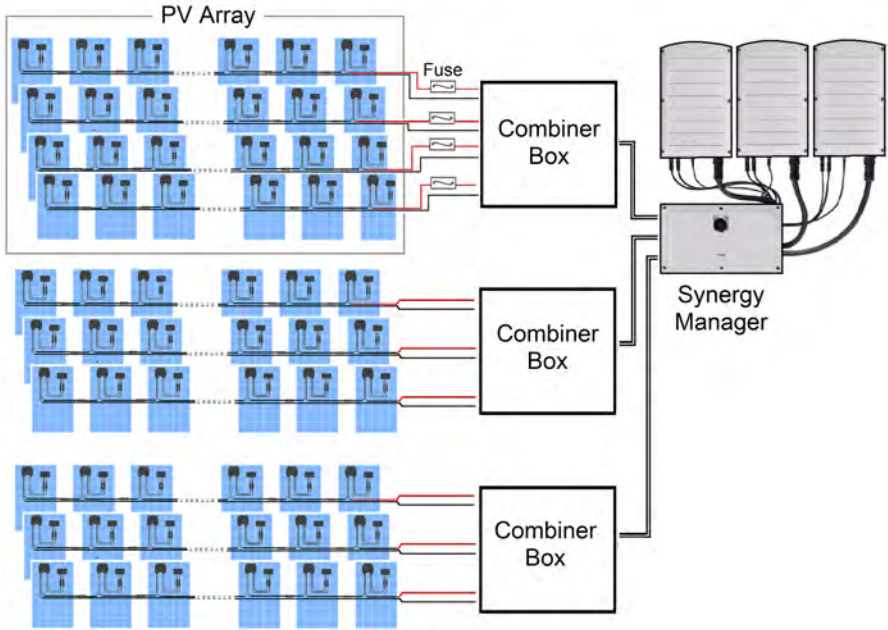 PV Array
Fuse
Combiner
Box
Synergy
Manager
Combiner
Box
Combiner
Box